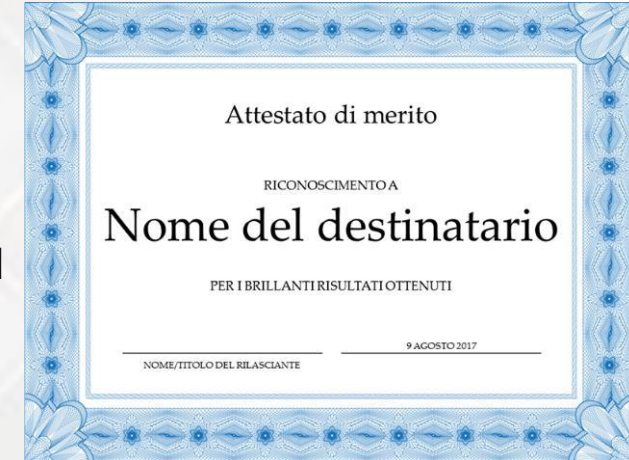 Attestato di merito
RICONOSCIMENTO A
Nome del destinatario
PER I BRILLANTI RISULTATI OTTENUTI
9 AGOSTO 2017
NOME/TITOLO DEL RILASCIANTE